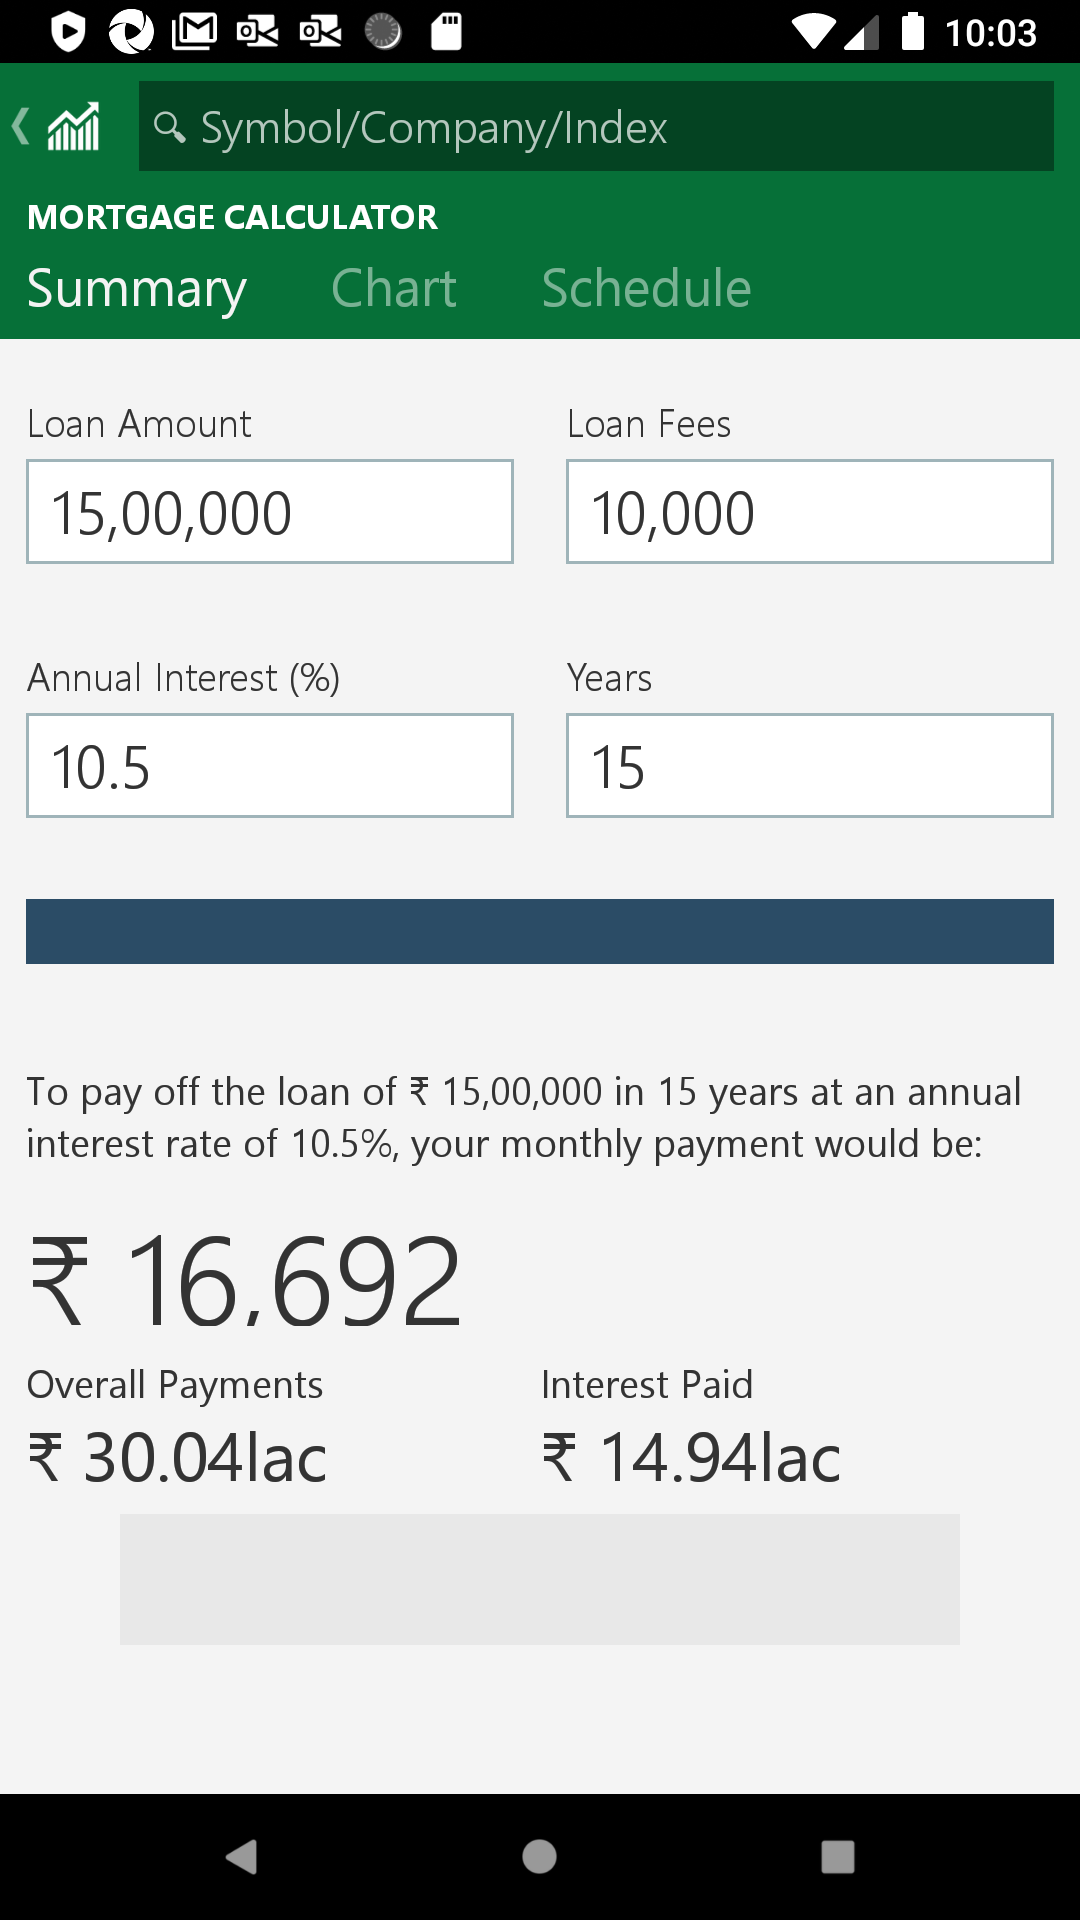 10:03
Symbol/Company/Index
MORTGAGE CALCULATOR
Summary Chart Schedule
Loan Amount Loan Fees
15,00,000 10,000
Annual Interest (%) Years
10.5 15
To pay off the loan of ₹ 15,00,000 in 15 years at an annual
interest rate of 10.5%, your monthly payment would be:
₹ 16,692
Overall Payments Interest Paid
₹ 30.04lac ₹ 14.94lac